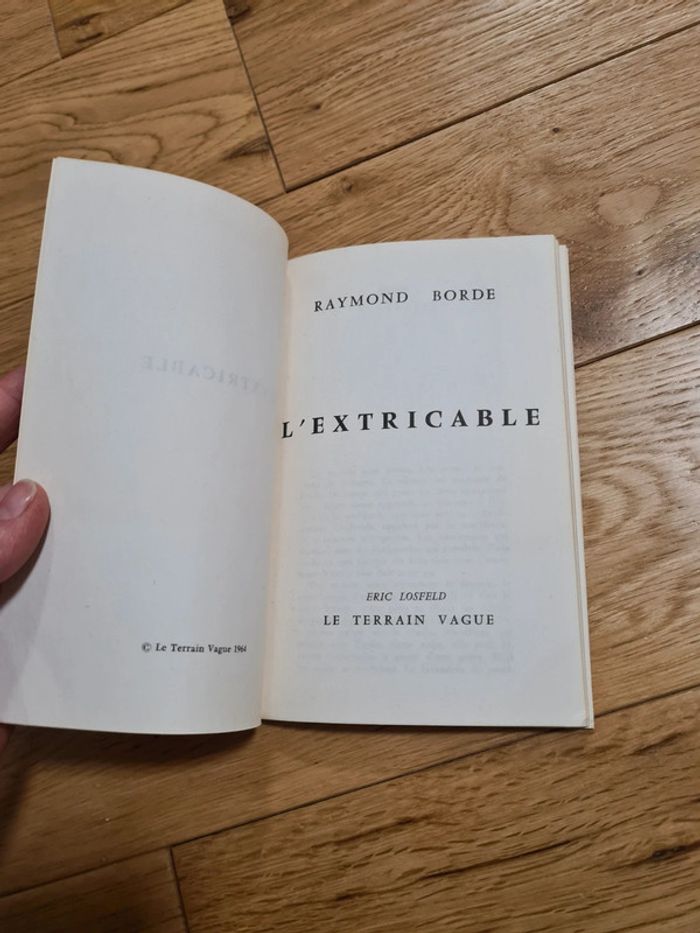 © Le Terrain Vague 1964
RAYMOND BORDE
L'EXTRICABLE
ERIC LOSFELD
LE TERRAIN VAGUE